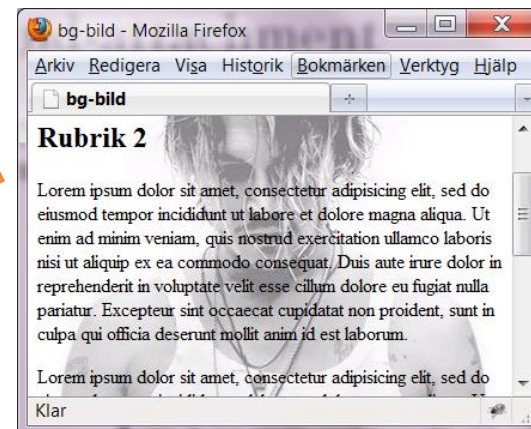 bg-bild - Mozilla Firefox
Arkiv Redigera Visa Historik Bokmärken Verktyg Hjälp
bg-bild
Rubrik 2
Lorem ipsum dolor sit amet, consectetur adipisicing elit, sed do
eiusmod tempor incididunt ut labore et dolore magna aliqua. Ut
enim ad minim veniam, quis nostrud exercitation ullamco laboris
nisi ut aliquip ex ea commodo consequat. Duis aute irure dolor in
reprehenderit in voluptate velit esse cillum dolore eu fugiat nulla
pariatur. Excepteur sint occaecat cupidatat non proident, sunt in
culpa qui officia deserunt mollit anim id est laborum.
Lorem ipsum dolor sit amet, consectetur adipisicing elit, sed do
Klar